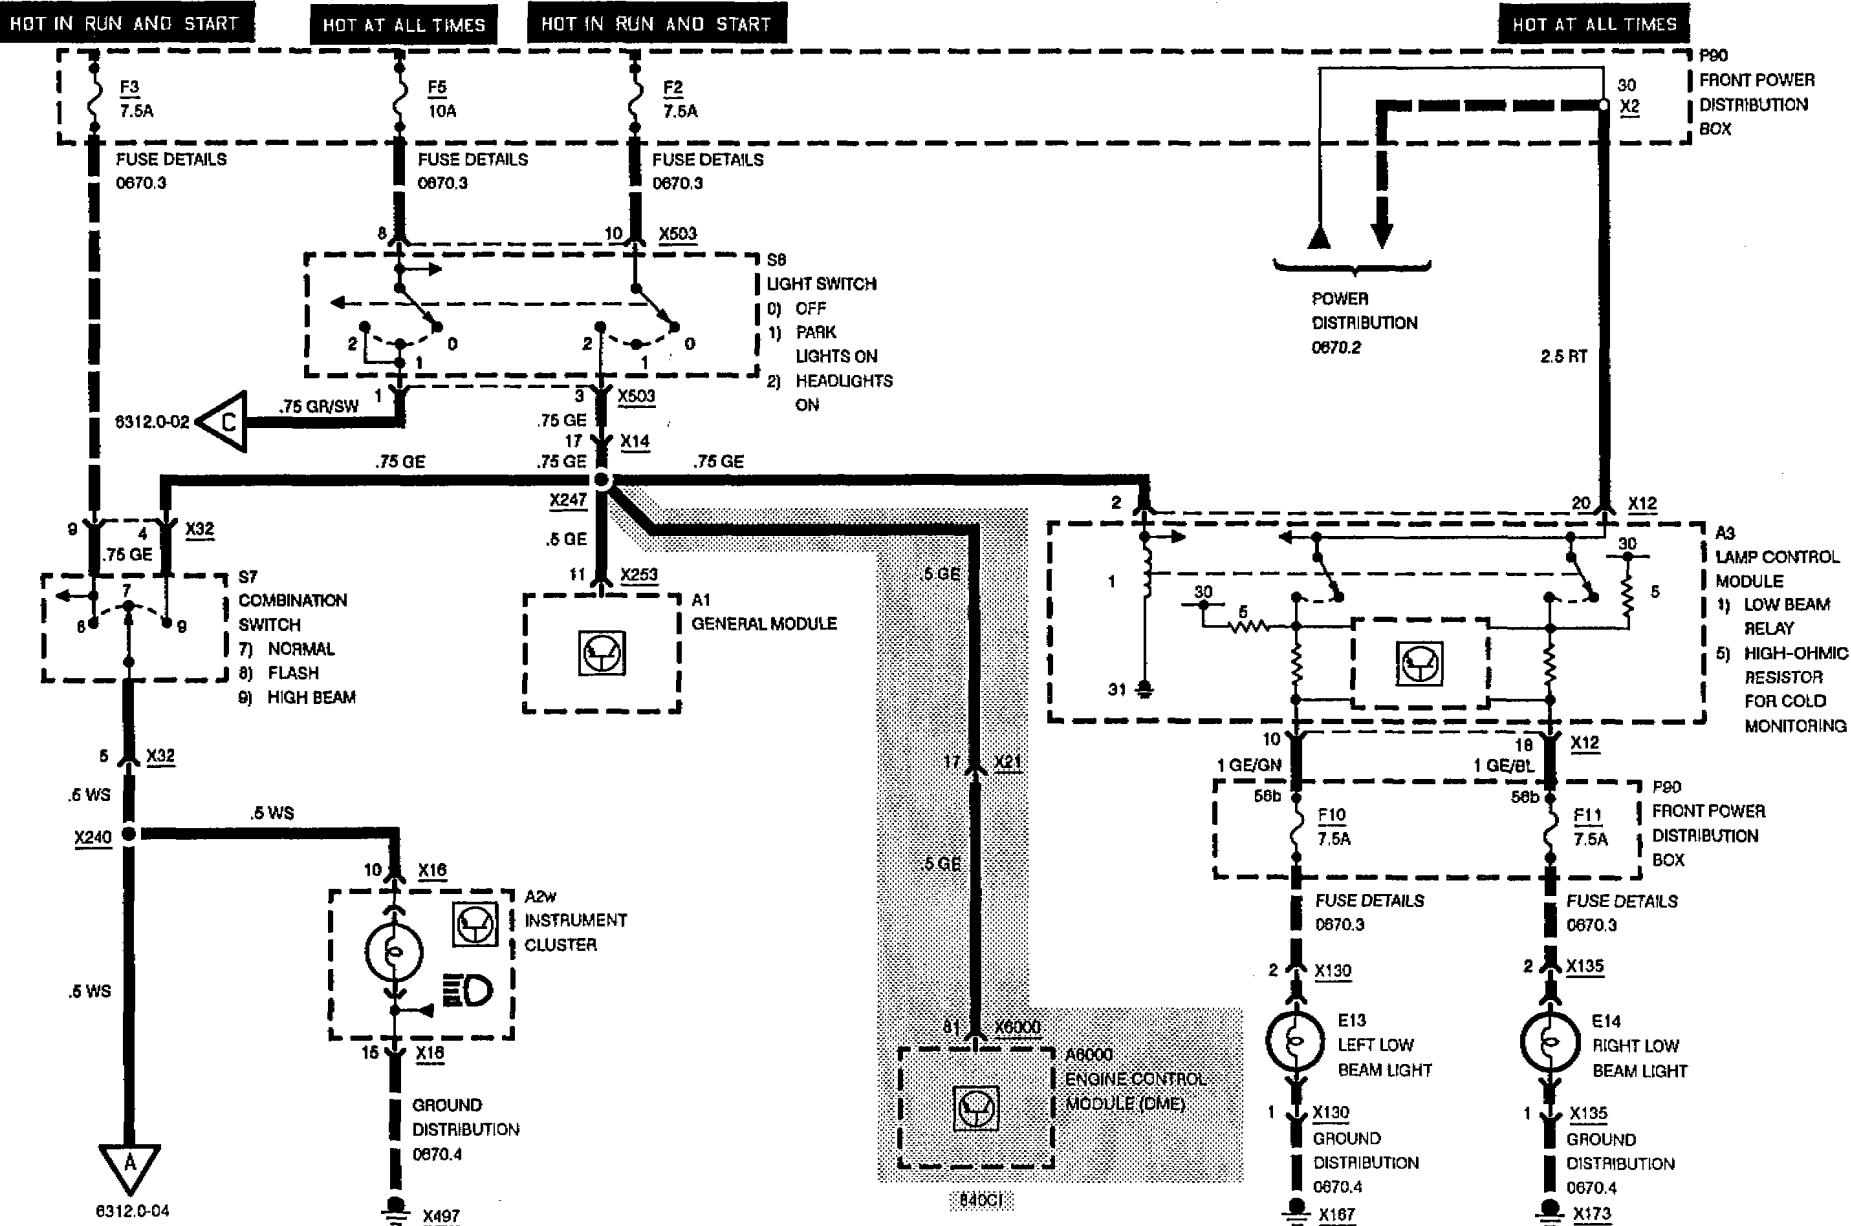 HOT IN RUN AND START
HOT AT ALL TIMES
HOT IN RUN AND START
HOT AT ALL TIMES
F3
7.5A
F5
10A
F2
7.5A
30
X2
P90
FRONT POWER
DISTRIBUTION
BOX
FUSE DETAILS
0670.3
FUSE DETAILS
0670.3
FUSE DETAILS
0670.3
8
10
X503
S8
LIGHT SWITCH
0) OFF
1) PARK
LIGHTS ON
2) HEADLIGHTS
ON
2
1
0
2
1
0
POWER
DISTRIBUTION
0670.2
2.5 RT
1
3
X503
.75 GR/SW
C
6312.0-02
.75 GE
17
X14
.75 GE
.75 GE
.75 GE
X247
9
4
X32
.75 GE
.5 GE
11
X253
A1
GENERAL MODULE
S7
COMBINATION
SWITCH
7) NORMAL
8) FLASH
9) HIGH BEAM
7
8
9
2
20
X12
A3
LAMP CONTROL
MODULE
1) LOW BEAM
RELAY
5) HIGH-OHMIC
RESISTOR
FOR COLD
MONITORING
1
30
5
30
5
31
.5 GE
17
X21
.5 GE
81
X6000
A6000
ENGINE CONTROL
MODULE (DME)
840CI
5
X32
.5 WS
X240
.5 WS
.5 WS
A
6312.0-04
10
X16
A2w
INSTRUMENT
CLUSTER
15
X16
GROUND
DISTRIBUTION
0670.4
X497
10
18
X12
1 GE/GN
1 GE/BL
56b
56b
F10
7.5A
F11
7.5A
P90
FRONT POWER
DISTRIBUTION
BOX
FUSE DETAILS
0670.3
FUSE DETAILS
0670.3
2
X130
2
X135
E13
LEFT LOW
BEAM LIGHT
E14
RIGHT LOW
BEAM LIGHT
1
X130
1
X135
GROUND
DISTRIBUTION
0670.4
GROUND
DISTRIBUTION
0670.4
X167
X173